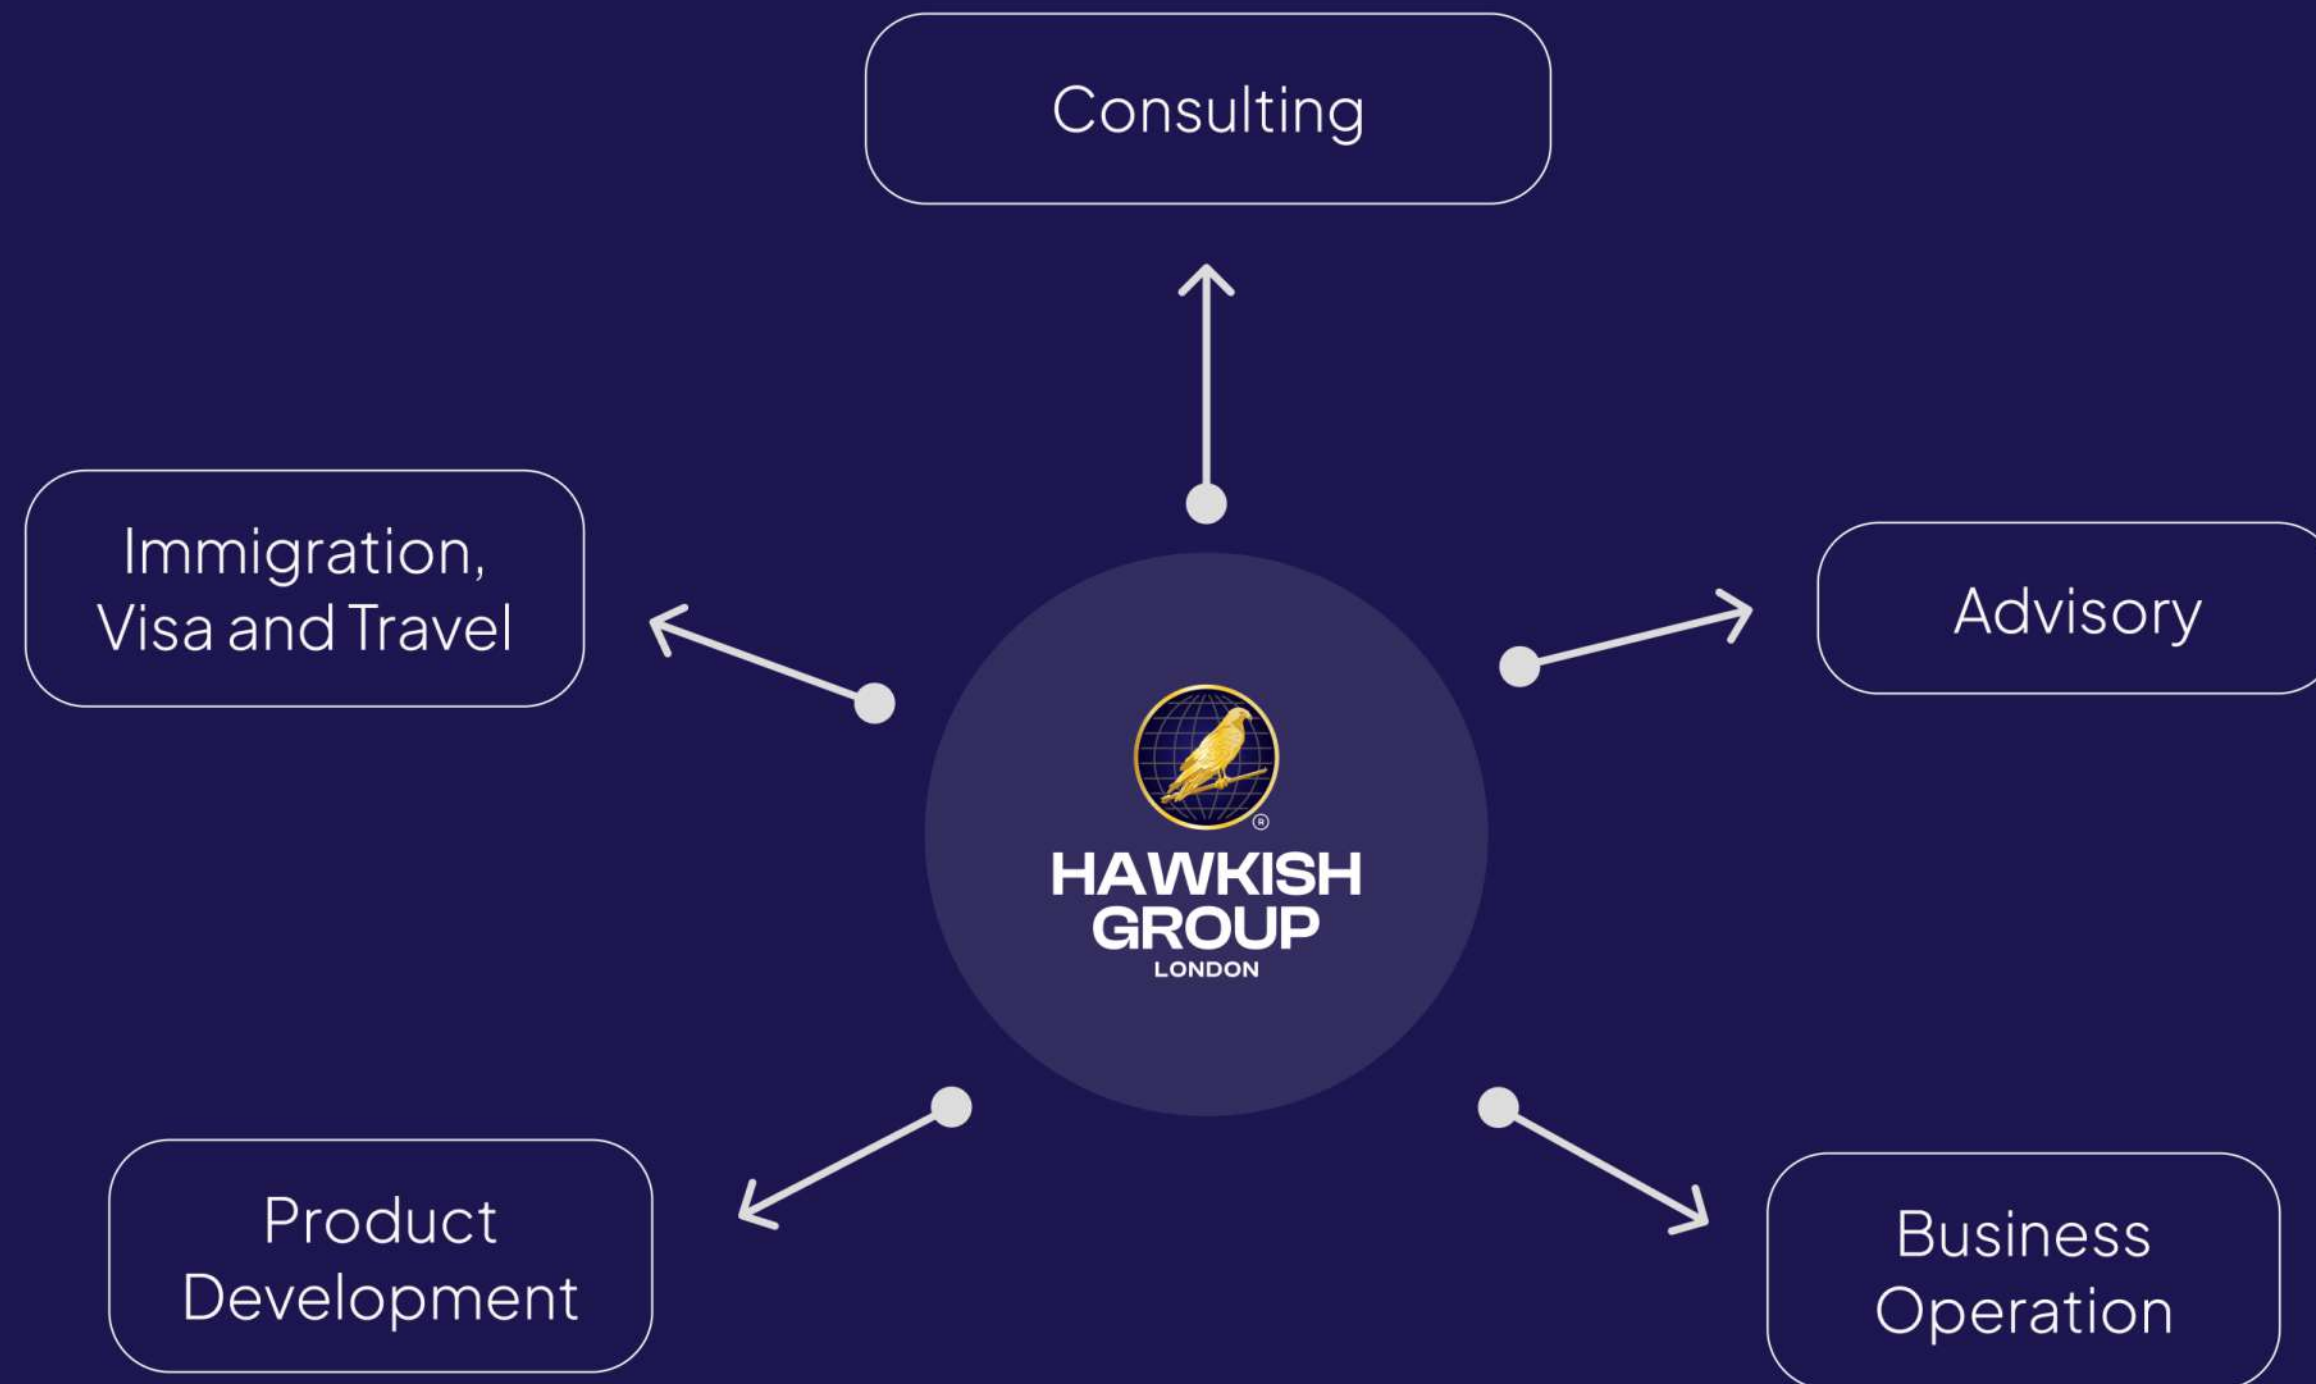 Consulting
Immigration,
Visa and Travel
Advisory
®
HAWKISH
GROUP
LONDON
Product
Development
Business
Operation